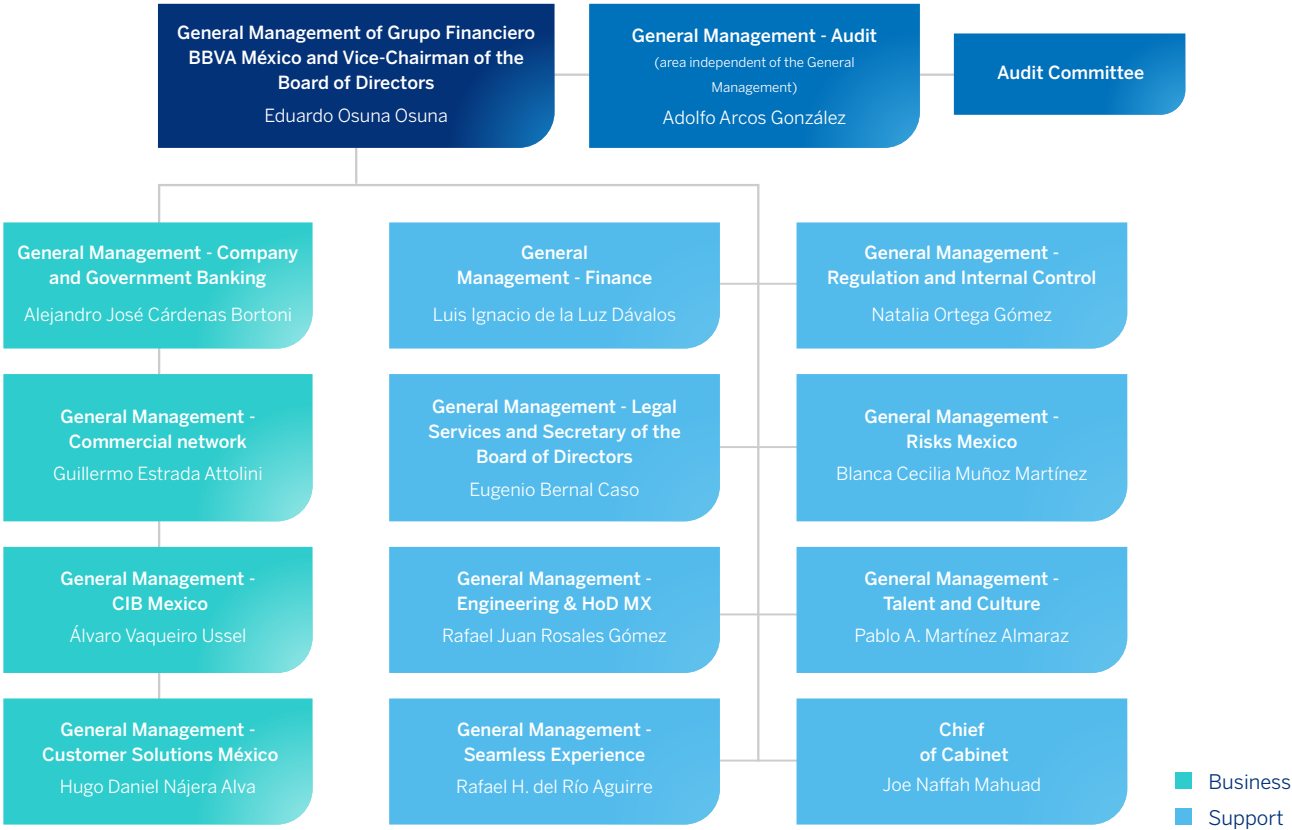 General Management of Grupo Financiero
BBVA México and Vice-Chairman of the
Board of Directors
Eduardo Osuna Osuna
General Management - Audit
(area independent of the General
Management)
Adolfo Arcos González
Audit Committee
General Management - Company
and Government Banking
Alejandro José Cárdenas Bortoni
General
Management - Finance
Luis Ignacio de la Luz Dávalos
General Management -
Regulation and Internal Control
Natalia Ortega Gómez
General Management -
Commercial network
Guillermo Estrada Attolini
General Management - Legal
Services and Secretary of the
Board of Directors
Eugenio Bernal Caso
General Management -
Risks Mexico
Blanca Cecilia Muñoz Martínez
General Management -
CIB Mexico
Álvaro Vaqueiro Ussel
General Management -
Engineering & HoD MX
Rafael Juan Rosales Gómez
General Management -
Talent and Culture
Pablo A. Martínez Almaraz
General Management -
Customer Solutions México
Hugo Daniel Nájera Alva
General Management -
Seamless Experience
Rafael H. del Río Aguirre
Chief
of Cabinet
Joe Naffah Mahuad
Business
Support